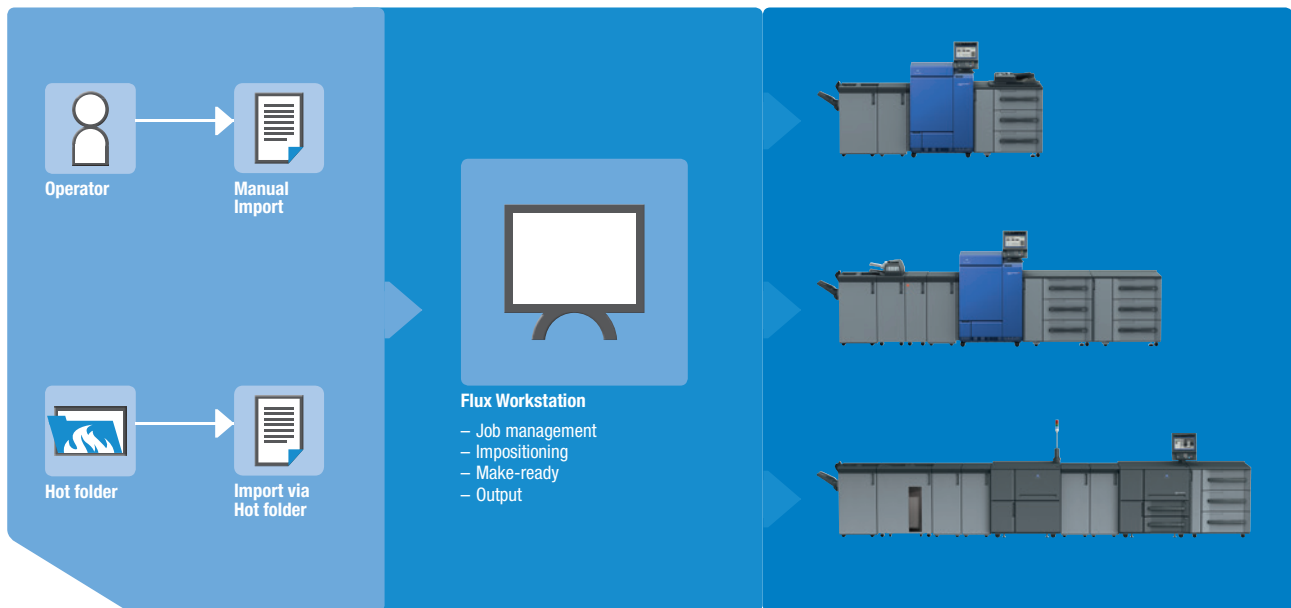 Operator
Manual
Import
Hot folder
Import via
Hot folder
Flux Workstation
– Job management
– Impositioning
– Make-ready
– Output